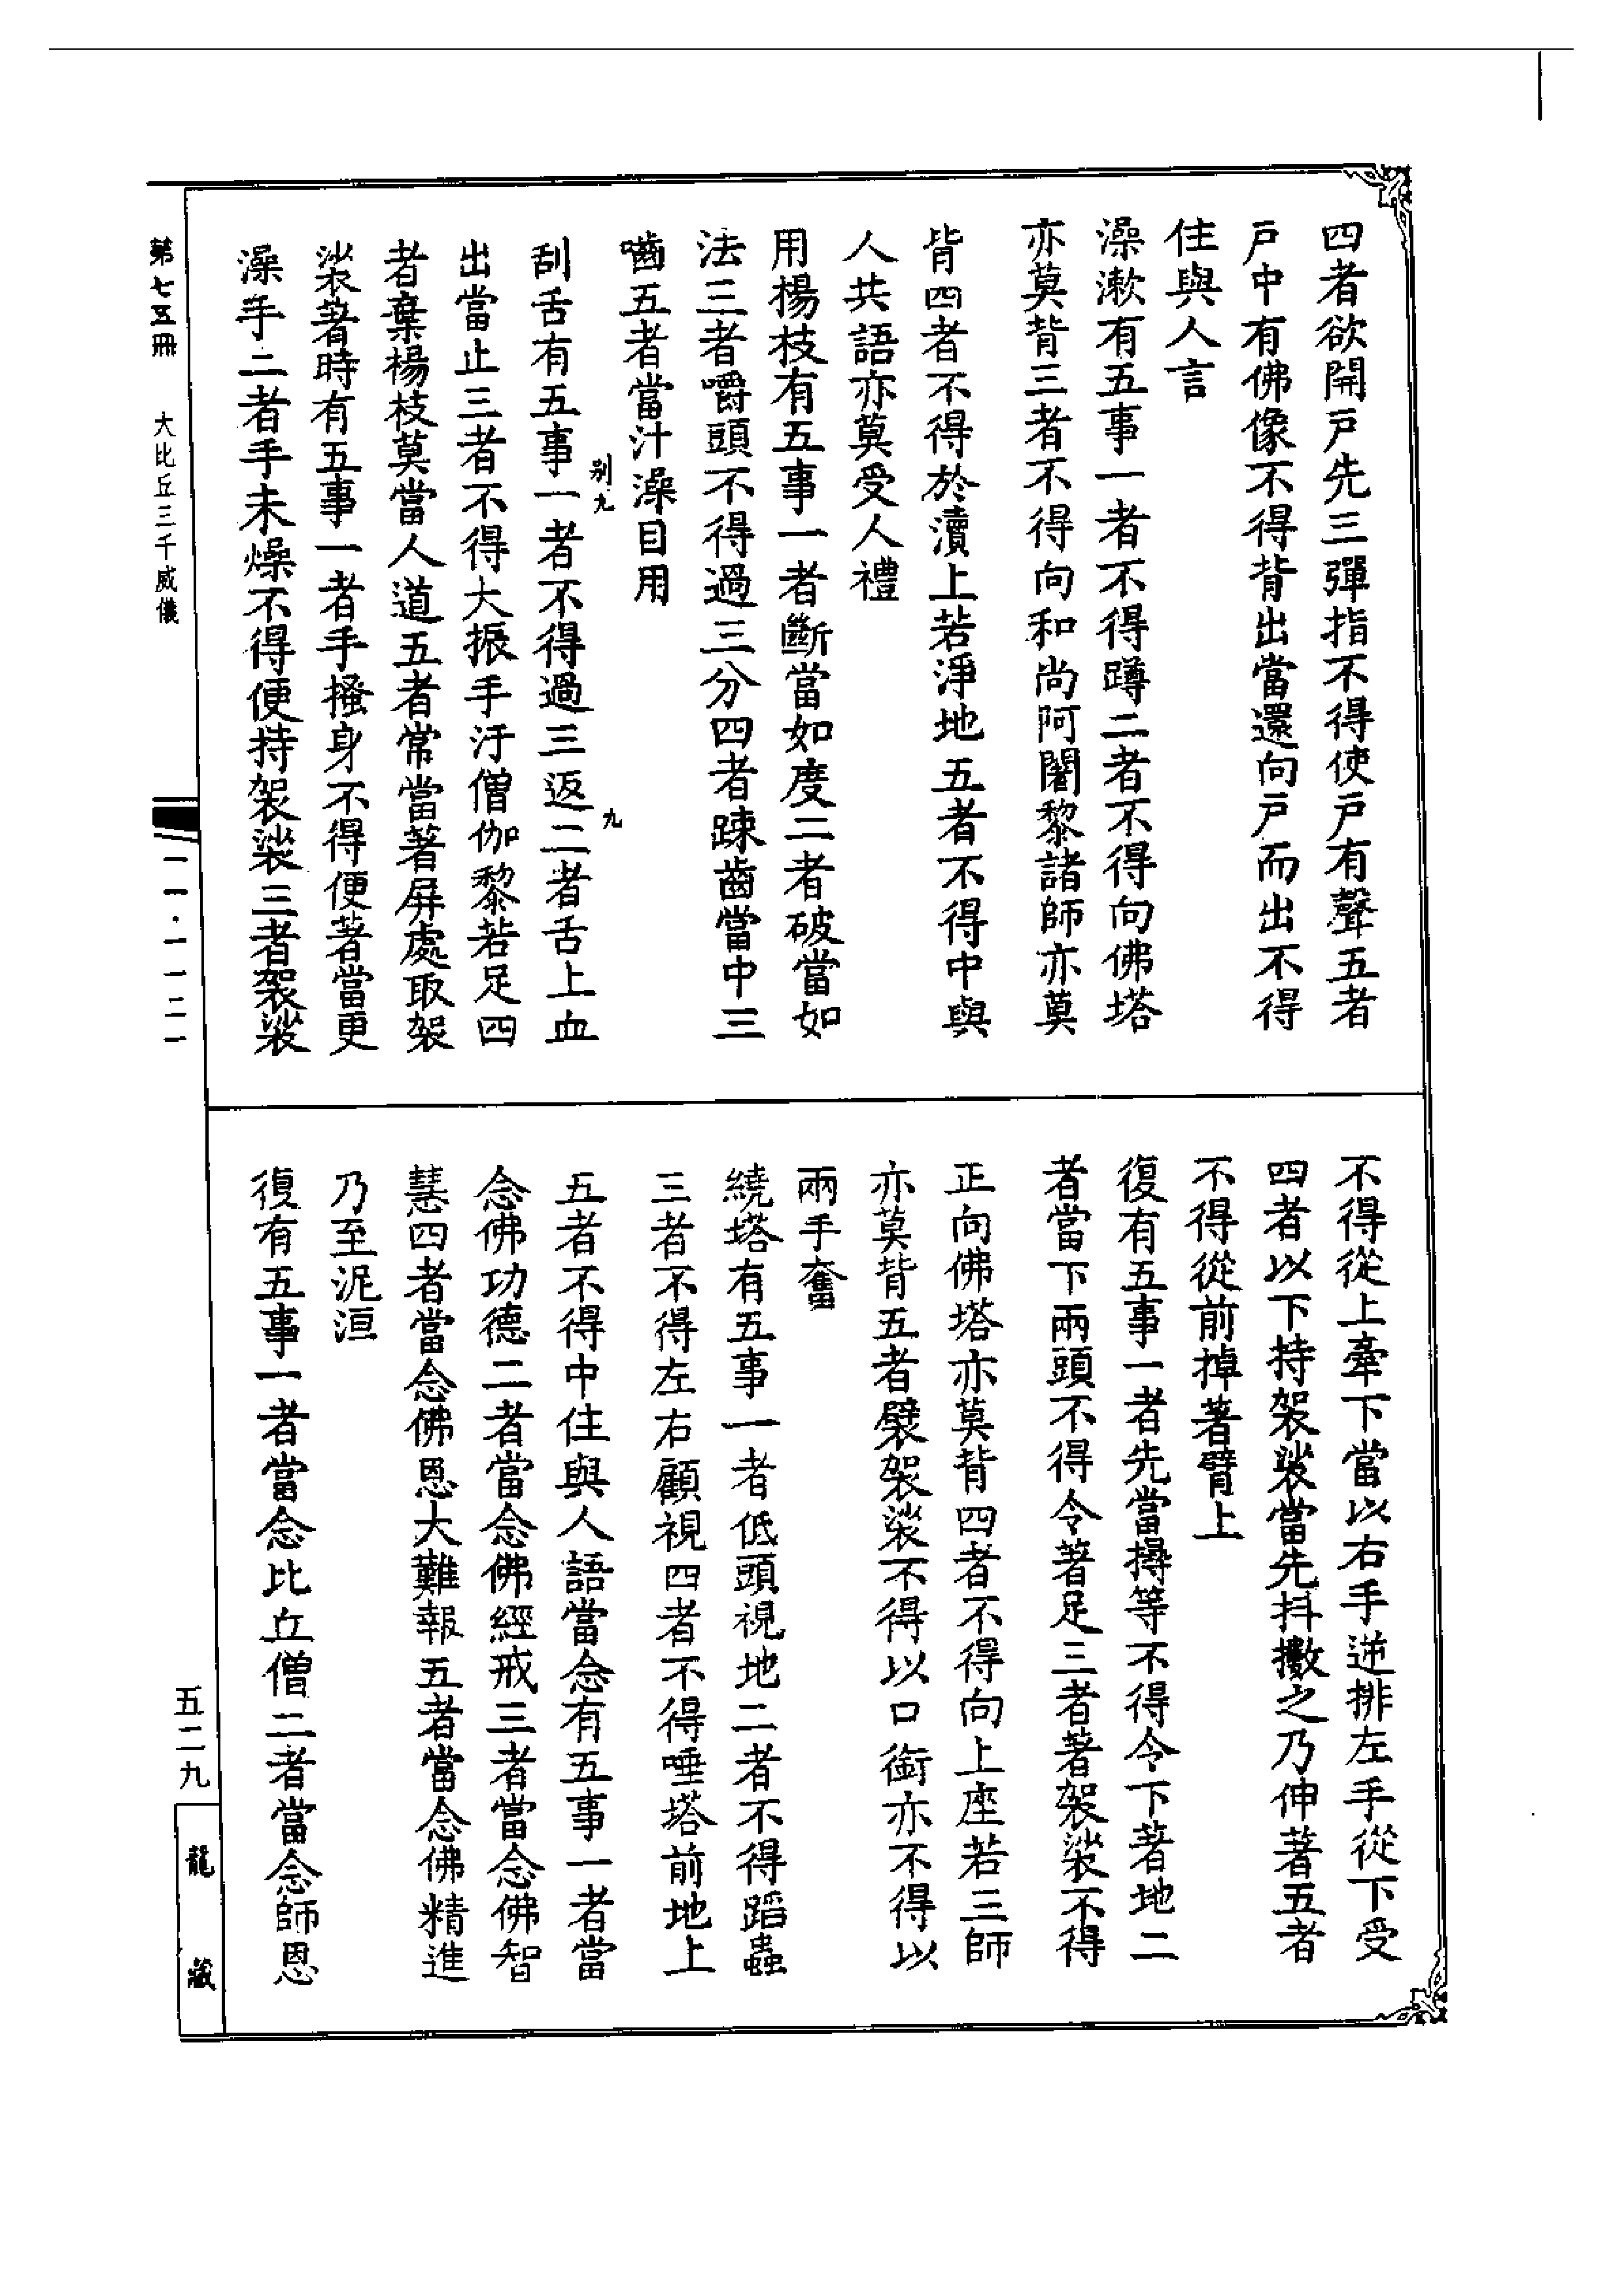 四者欲開戸先三彈指不得使戸有聲五者
戸中有佛像不得背出當還向戸而出不得
住與人言
澡漱有五事一者不得蹲二者不得向佛塔
亦莫背三者不得向和尚阿闍黎諸師亦莫
背四者不得於瀆上若淨地五者不得中與
人共語亦莫受人禮
用楊枝有五事一者斷當如度二者破當如
法三者嚼頭不得過三分四者踈齒當中三
嚙五者當汁澡目用
刮舌有五事一者不得過三返二者舌上血
出當止三者不得大振手汙僧伽黎若足四
者棄楊枝莫當人道五者常當著屏處取袈
裟著時有五事一者手搔身不得便著當更
澡手二者手未燥不得便持袈裟三者袈裟
别九
九
不得從上牽下當以右手逆排左手從下受
四者以下持袈裟當先抖擻之乃伸著五者
不得從前掉著臂上
復有五事一者先當撙等不得令下著地二
者當下兩頭不得令著足三者著袈裟不得
正向佛塔亦莫背四者不得向上座若三師
亦莫背五者襞袈裟不得以口銜亦不得以
兩手奮
繞塔有五事一者低頭視地二者不得蹈蟲
三者不得左右顧視四者不得唾塔前地上
五者不得中住與人語當念有五事一者當
念佛功德二者當念佛經戒三者當念佛智
慧四者當念佛恩大難報五者當念佛精進
乃至泥洹
復有五事一者當念比丘僧二者當念師恩
第七五冊　大比丘三千威儀
一一·一一二一
五二九
龍藏